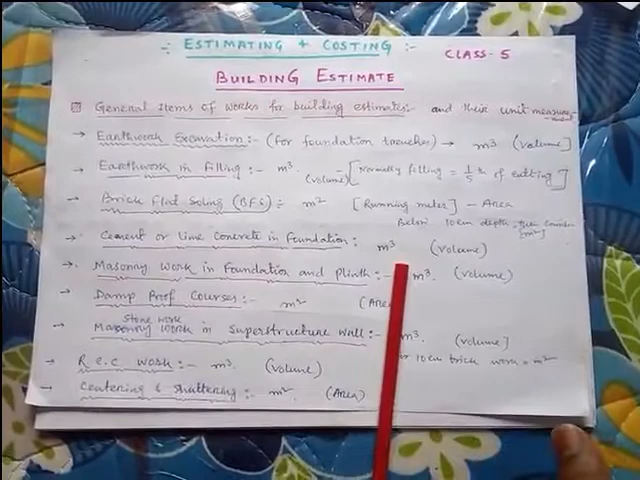 :- ESTIMATING & COSTING :-
CLASS-5
BUILDING ESTIMATE
General Items of works for building estimates:- and their unit measure-
→ Earthwork Excavation:- (For foundation trenches) → m³ (volume]
→ Earthwork in Filling:- m³. (volume) - [Normally filling = 1/5 th of cutting]
→ Brick Flat Soling (BFS):- m² [Running meter] - Area
Below 10cm depth, then consider [m²]
→ Cement or lime Concrete in Foundation: m³ (volume)
→ Masonry work in Foundation and plinth:- m³. (volume)
→ Damp Proof Courses:- m² (Area
stone work
→ Masonry work in superstructure wall:- m³. (volume]
10cm brick work = m²
→ R.C.C work:- m³. (volume)
→ Centering & shuttering:- m². (Area)